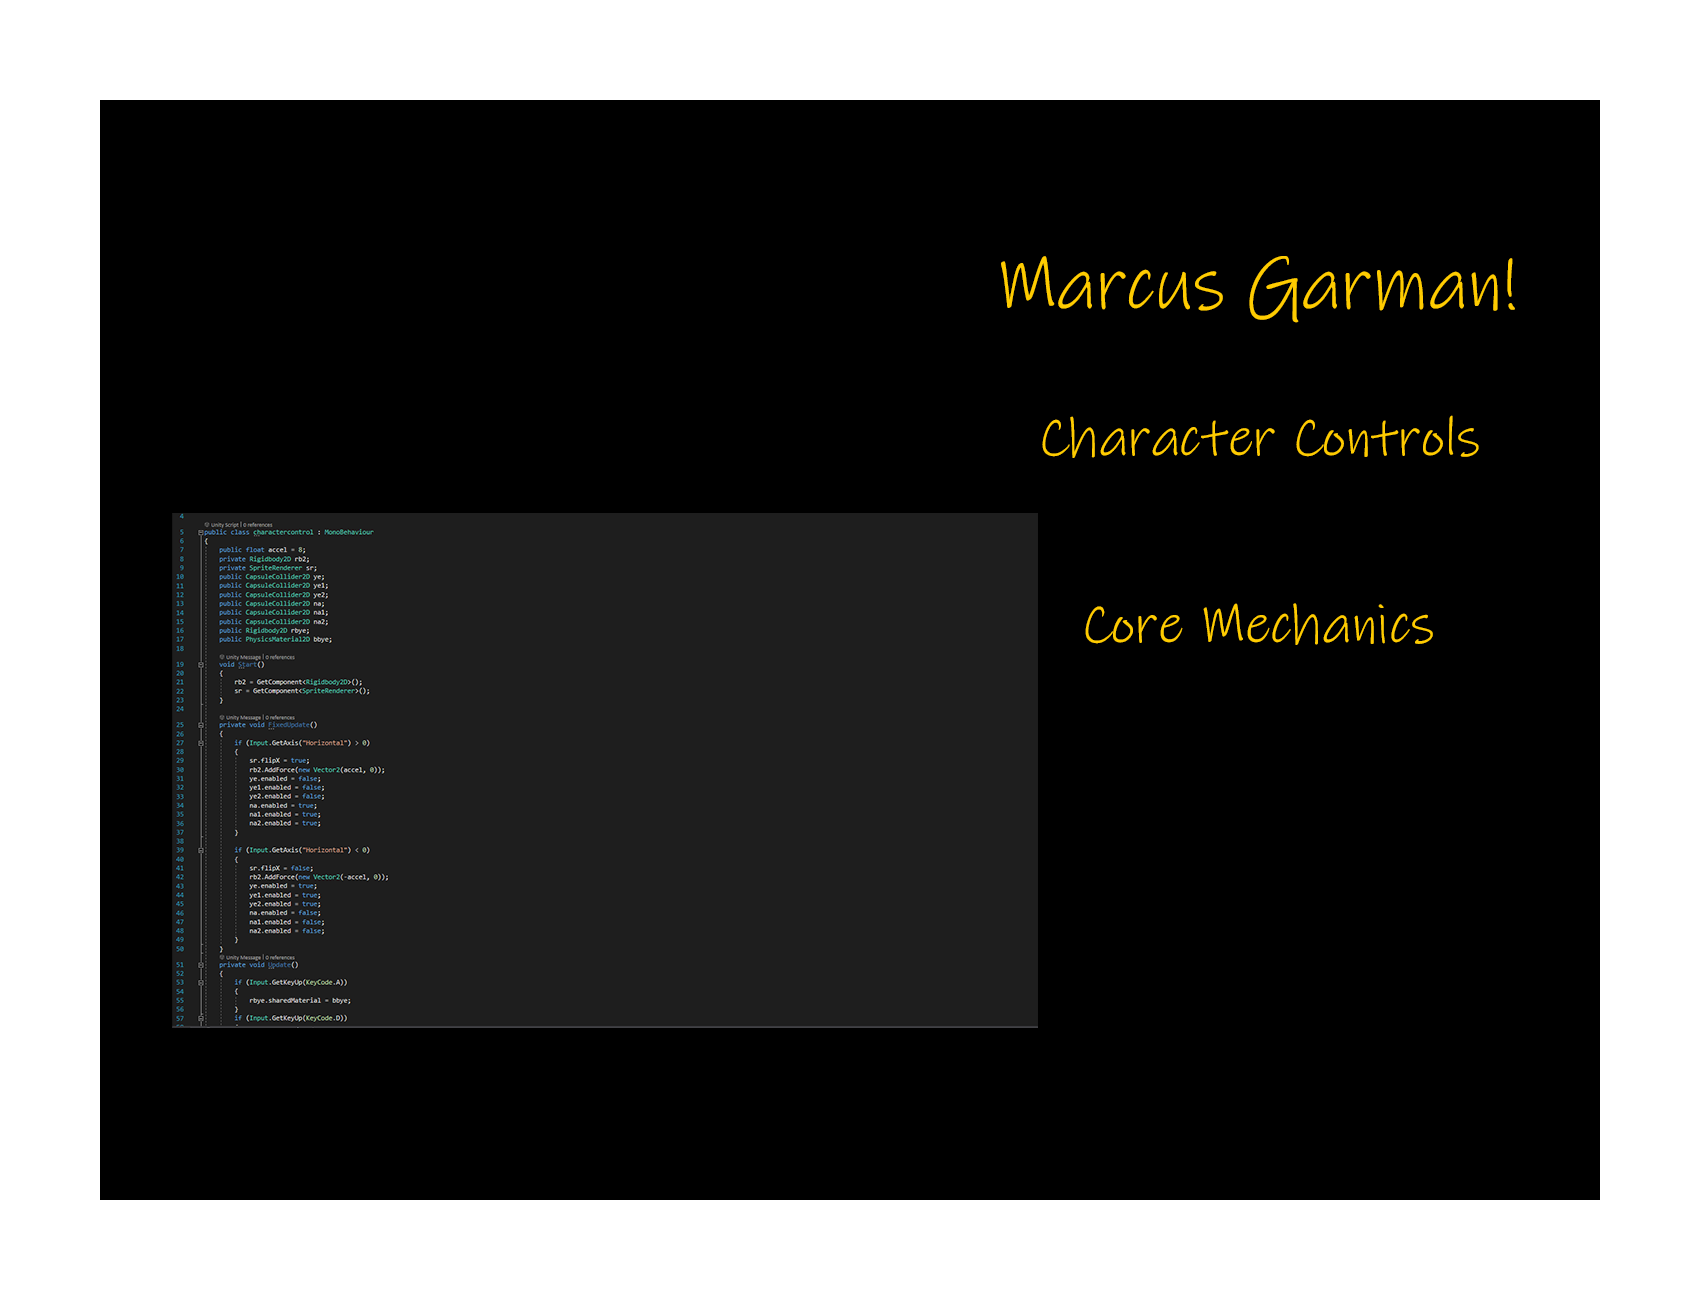 Marcus Garman!
Character Controls
Core Mechanics
4
Unity Script | 0 references
5 public class charactercontrol : MonoBehaviour
6 {
7 public float accel = 8;
8 private Rigidbody2D rb2;
9 private SpriteRenderer sr;
10 public CapsuleCollider2D ye;
11 public CapsuleCollider2D ye1;
12 public CapsuleCollider2D ye2;
13 public CapsuleCollider2D na;
14 public CapsuleCollider2D na1;
15 public CapsuleCollider2D na2;
16 public Rigidbody2D rbye;
17 public PhysicsMaterial2D bbye;
18
Unity Message | 0 references
19 void Start()
20 {
21 rb2 = GetComponent<Rigidbody2D>();
22 sr = GetComponent<SpriteRenderer>();
23 }
24
Unity Message | 0 references
25 private void FixedUpdate()
26 {
27 if (Input.GetAxis("Horizontal") > 0)
28 {
29 sr.flipX = true;
30 rb2.AddForce(new Vector2(accel, 0));
31 ye.enabled = false;
32 ye1.enabled = false;
33 ye2.enabled = false;
34 na.enabled = true;
35 na1.enabled = true;
36 na2.enabled = true;
37 }
38
39 if (Input.GetAxis("Horizontal") < 0)
40 {
41 sr.flipX = false;
42 rb2.AddForce(new Vector2(-accel, 0));
43 ye.enabled = true;
44 ye1.enabled = true;
45 ye2.enabled = true;
46 na.enabled = false;
47 na1.enabled = false;
48 na2.enabled = false;
49 }
50 }
Unity Message | 0 references
51 private void Update()
52 {
53 if (Input.GetKeyUp(KeyCode.A))
54 {
55 rbye.sharedMaterial = bbye;
56 }
57 if (Input.GetKeyUp(KeyCode.D))